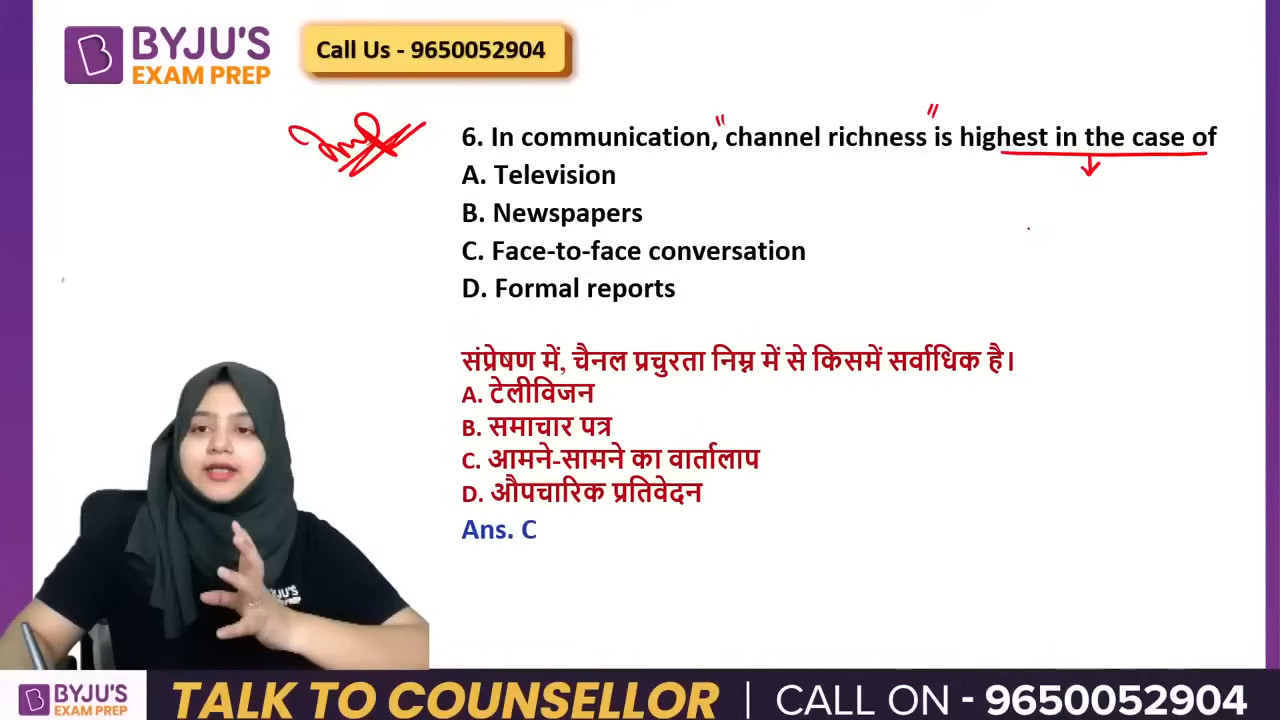 BYJU'S
EXAM PREP
Call Us - 9650052904
6. In communication, "channel richness" is highest in the case of
A. Television
B. Newspapers
C. Face-to-face conversation
D. Formal reports
संप्रेषण में, चैनल प्रचुरता निम्न में से किसमें सर्वाधिक है।
A. टेलीविजन
B. समाचार पत्र
C. आमने-सामने का वार्तालाप
D. औपचारिक प्रतिवेदन
Ans. C
BYJU'S
BYJU'S
EXAM PREP
TALK TO COUNSELLOR | CALL ON - 9650052904